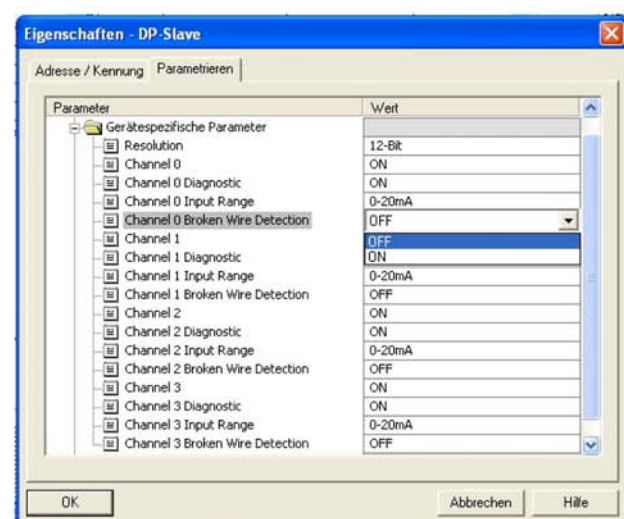 Eigenschaften - DP-Slave
Adresse / Kennung Parametrieren
Parameter Wert
Gerätespezifische Parameter
Resolution 12-Bit
Channel 0 ON
Channel 0 Diagnostic ON
Channel 0 Input Range 0-20mA
Channel 0 Broken Wire Detection OFF
Channel 1 OFF
Channel 1 Diagnostic ON
Channel 1 Input Range 0-20mA
Channel 1 Broken Wire Detection OFF
Channel 2 ON
Channel 2 Diagnostic ON
Channel 2 Input Range 0-20mA
Channel 2 Broken Wire Detection OFF
Channel 3 ON
Channel 3 Diagnostic ON
Channel 3 Input Range 0-20mA
Channel 3 Broken Wire Detection OFF
OK Abbrechen Hilfe